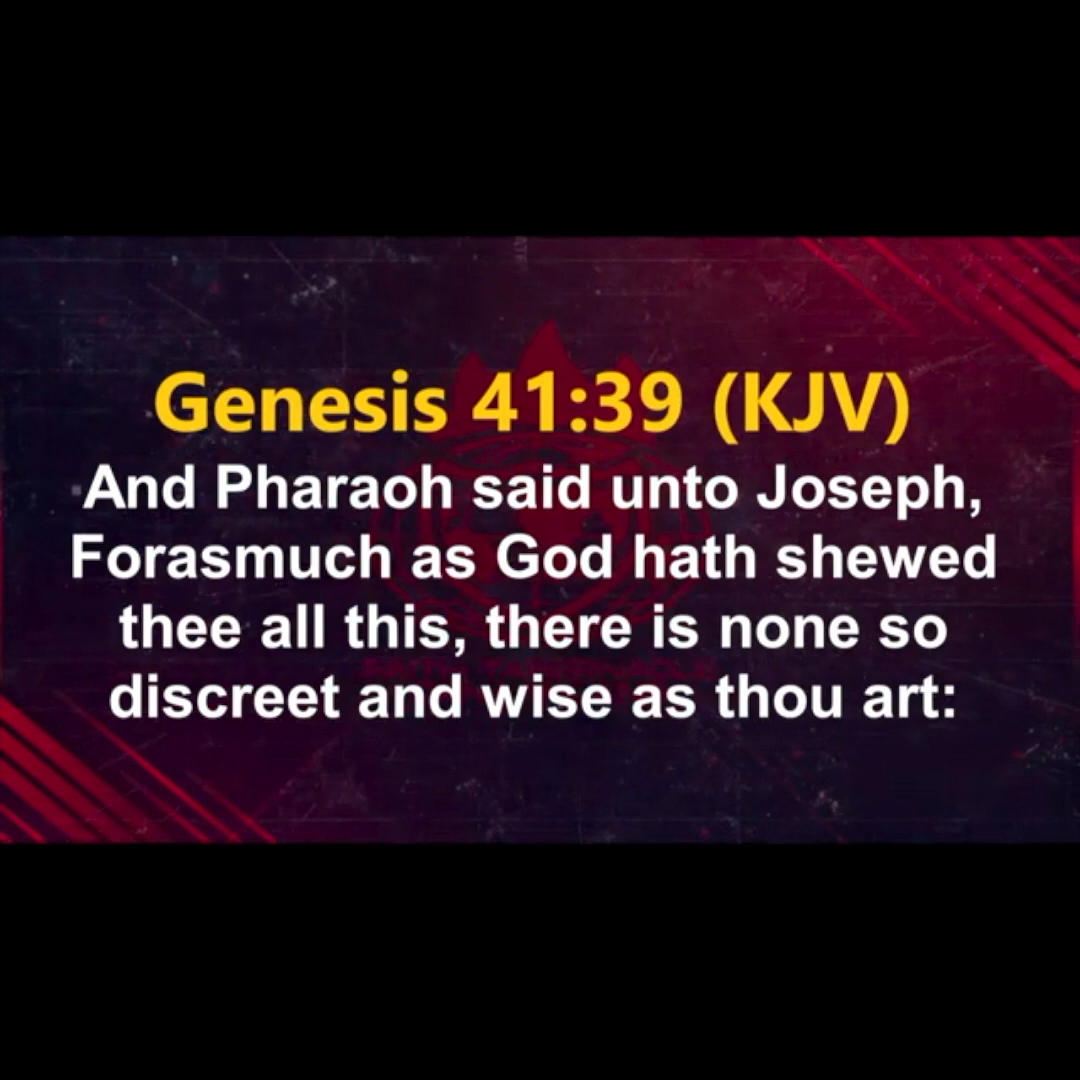 Genesis 41:39 (KJV)
And Pharaoh said unto Joseph,
Forasmuch as God hath shewed
thee all this, there is none so
discreet and wise as thou art: